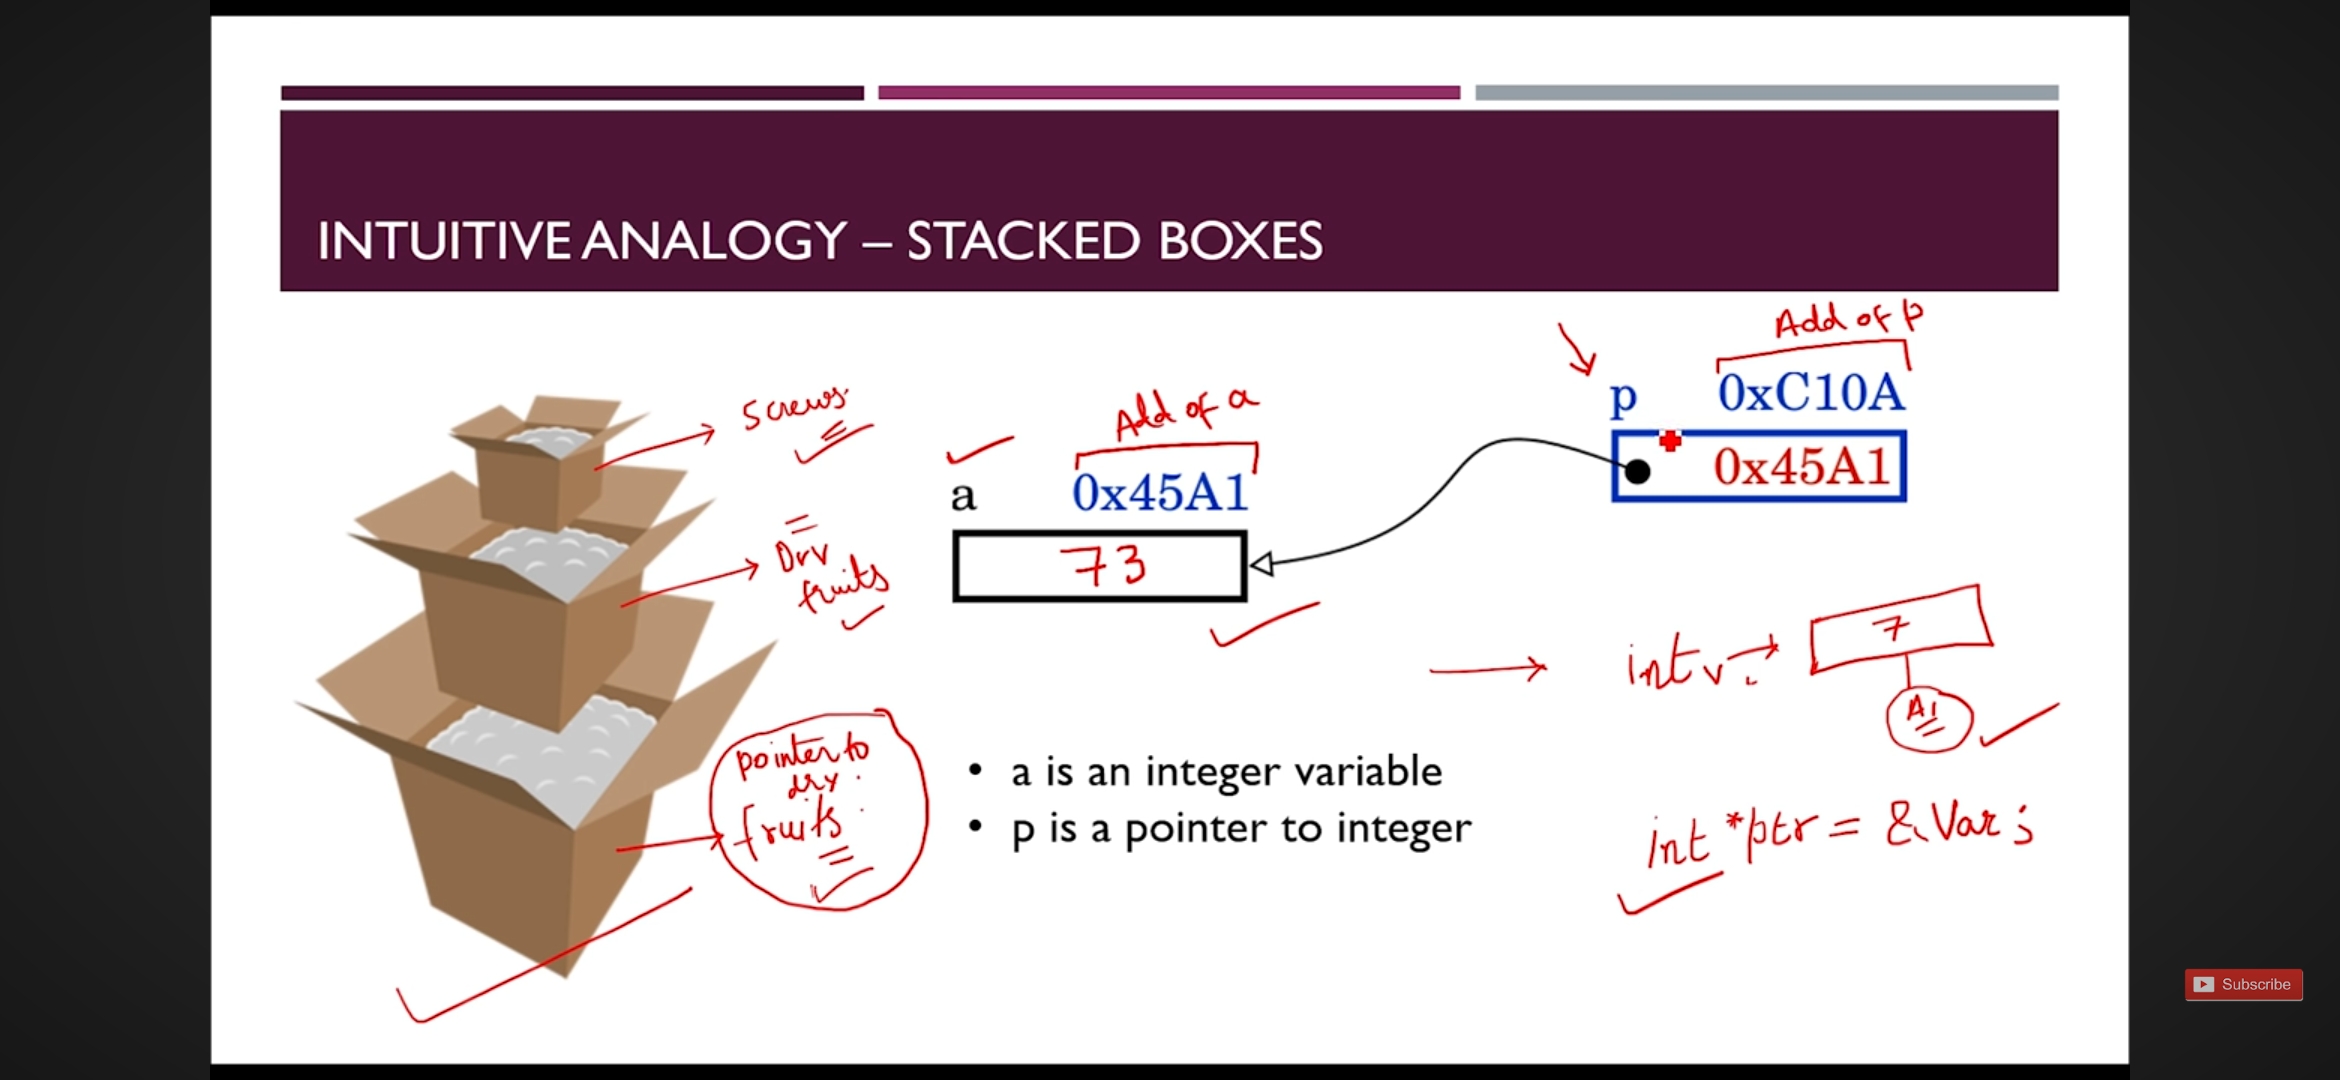 INTUITIVE ANALOGY – STACKED BOXES
Screws
Dry
fruits
pointer to
dry
fruits
Add of a
a 0x45A1
73
Add of p
p 0xC10A
0x45A1
int v
7
A1
int *ptr = &Var;
• a is an integer variable
• p is a pointer to integer
Subscribe